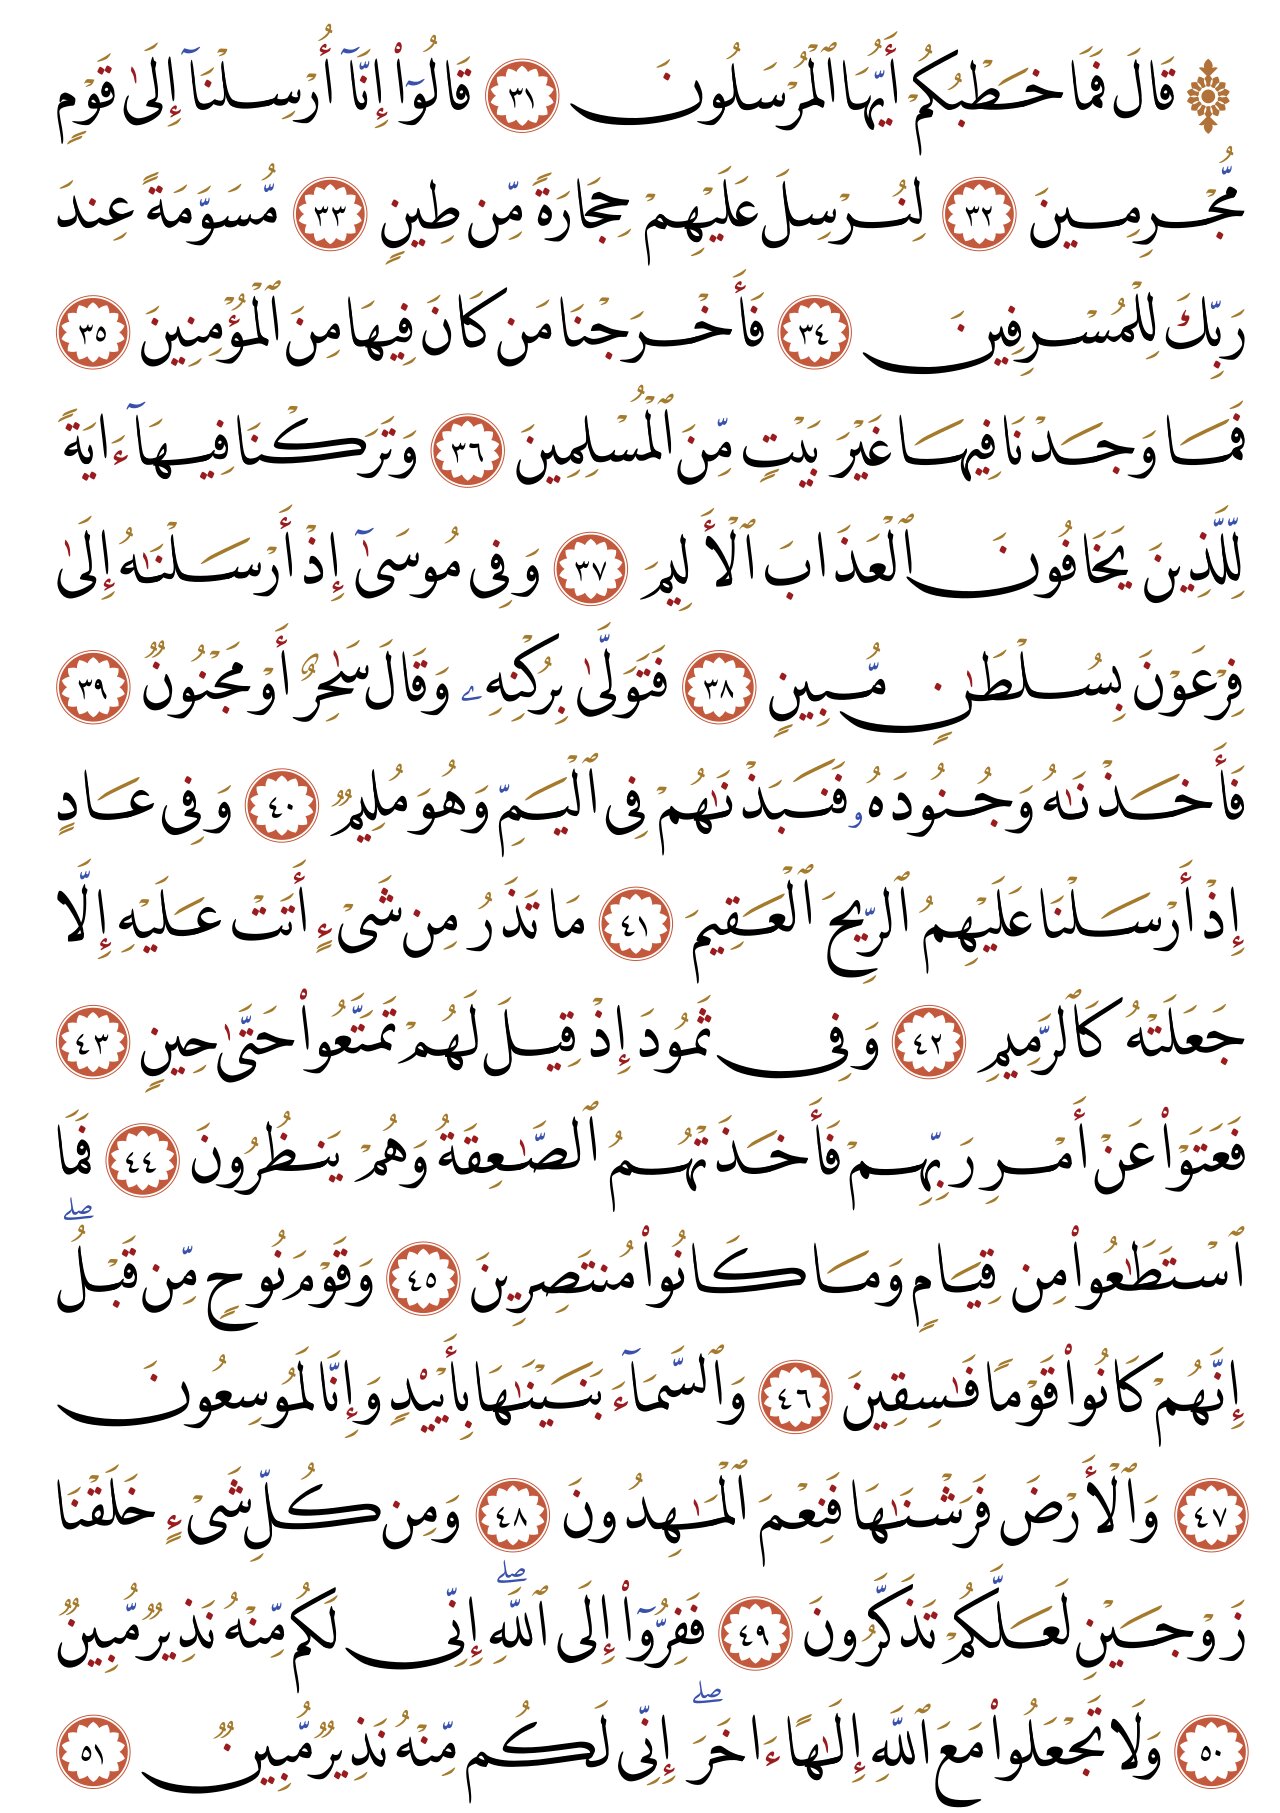 ۞ قَالَ فَمَا خَطْبُكُمْ أَيُّهَا ٱلْمُرْسَلُونَ ٣١ قَالُوٓا۟ إِنَّآ أُرْسِلْنَآ إِلَىٰ قَوْمٍ
مُّجْرِمِينَ ٣٢ لِنُرْسِلَ عَلَيْهِمْ حِجَارَةً مِّن طِينٍ ٣٣ مُّسَوَّمَةً عِندَ
رَبِّكَ لِلْمُسْرِفِينَ ٣٤ فَأَخْرَجْنَا مَن كَانَ فِيهَا مِنَ ٱلْمُؤْمِنِينَ ٣٥
فَمَا وَجَدْنَا فِيهَا غَيْرَ بَيْتٍ مِّنَ ٱلْمُسْلِمِينَ ٣٦ وَتَرَكْنَا فِيهَآ ءَايَةً
لِّلَّذِينَ يَخَافُونَ ٱلْعَذَابَ ٱلْأَلِيمَ ٣٧ وَفِى مُوسَىٰٓ إِذْ أَرْسَلْنَٰهُ إِلَىٰ
فِرْعَوْنَ بِسُلْطَٰنٍ مُّبِينٍ ٣٨ فَتَوَلَّىٰ بِرُكْنِهِۦ وَقَالَ سَٰحِرٌ أَوْ مَجْنُونٌ ٣٩
فَأَخَذْنَٰهُ وَجُنُودَهُۥ فَنَبَذْنَٰهُمْ فِى ٱلْيَمِّ وَهُوَ مُلِيمٌ ٤٠ وَفِى عَادٍ
إِذْ أَرْسَلْنَا عَلَيْهِمُ ٱلرِّيحَ ٱلْعَقِيمَ ٤١ مَا تَذَرُ مِن شَىْءٍ أَتَتْ عَلَيْهِ إِلَّا
جَعَلَتْهُ كَٱلرَّمِيمِ ٤٢ وَفِى ثَمُودَ إِذْ قِيلَ لَهُمْ تَمَتَّعُوا۟ حَتَّىٰ حِينٍ ٤٣
فَعَتَوْا۟ عَنْ أَمْرِ رَبِّهِمْ فَأَخَذَتْهُمُ ٱلصَّٰعِقَةُ وَهُمْ يَنظُرُونَ ٤٤ فَمَا
ٱسْتَطَٰعُوا۟ مِن قِيَامٍ وَمَا كَانُوا۟ مُنتَصِرِينَ ٤٥ وَقَوْمَ نُوحٍ مِّن قَبْلُ ۖ
إِنَّهُمْ كَانُوا۟ قَوْمًا فَٰسِقِينَ ٤٦ وَٱلسَّمَآءَ بَنَيْنَٰهَا بِأَيْي۟دٍ وَإِنَّا لَمُوسِعُونَ
٤٧ وَٱلْأَرْضَ فَرَشْنَٰهَا فَنِعْمَ ٱلْمَٰهِدُونَ ٤٨ وَمِن كُلِّ شَىْءٍ خَلَقْنَا
زَوْجَيْنِ لَعَلَّكُمْ تَذَكَّرُونَ ٤٩ فَفِرُّوٓا۟ إِلَى ٱللَّهِ ۖ إِنِّى لَكُم مِّنْهُ نَذِيرٌ مُّبِينٌ
٥٠ وَلَا تَجْعَلُوا۟ مَعَ ٱللَّهِ إِلَٰهًا ءَاخَرَ ۖ إِنِّى لَكُم مِّنْهُ نَذِيرٌ مُّبِينٌ ٥١